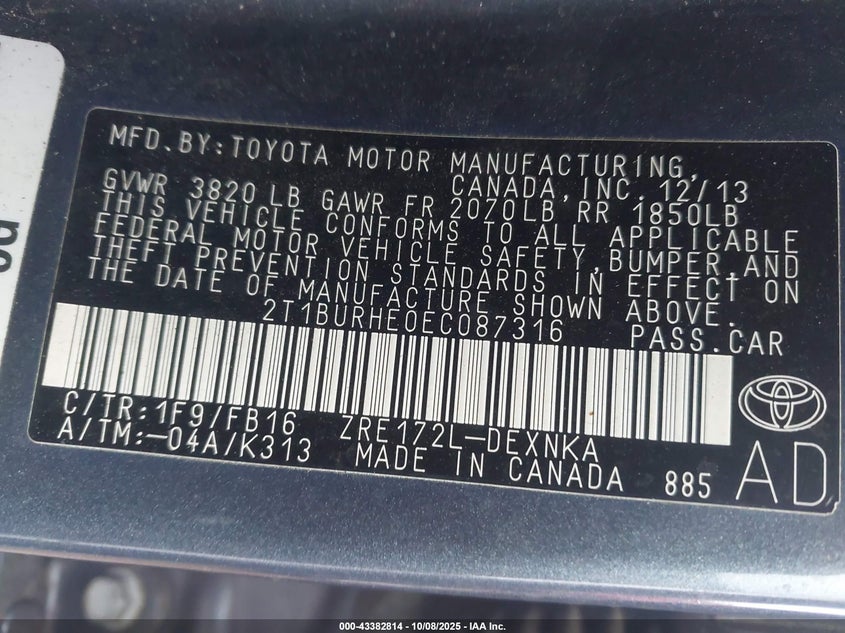 MFD.BY:TOYOTA MOTOR MANUFACTURING,
CANADA,INC. 12/13
GVWR 3820 LB GAWR FR 2070LB RR 1850LB
THIS VEHICLE CONFORMS TO ALL APPLICABLE
FEDERAL MOTOR VEHICLE SAFETY,BUMPER,AND
THEFT PREVENTION STANDARDS IN EFFECT ON
THE DATE OF MANUFACTURE SHOWN ABOVE.
2T1BURHE0EC087316 PASS.CAR
C/TR:1F9/FB16 ZRE172L-DEXNKA
A/TM:-04A/K313 MADE IN CANADA 885 AD
000-43382814 - 10/08/2025 - IAA Inc.